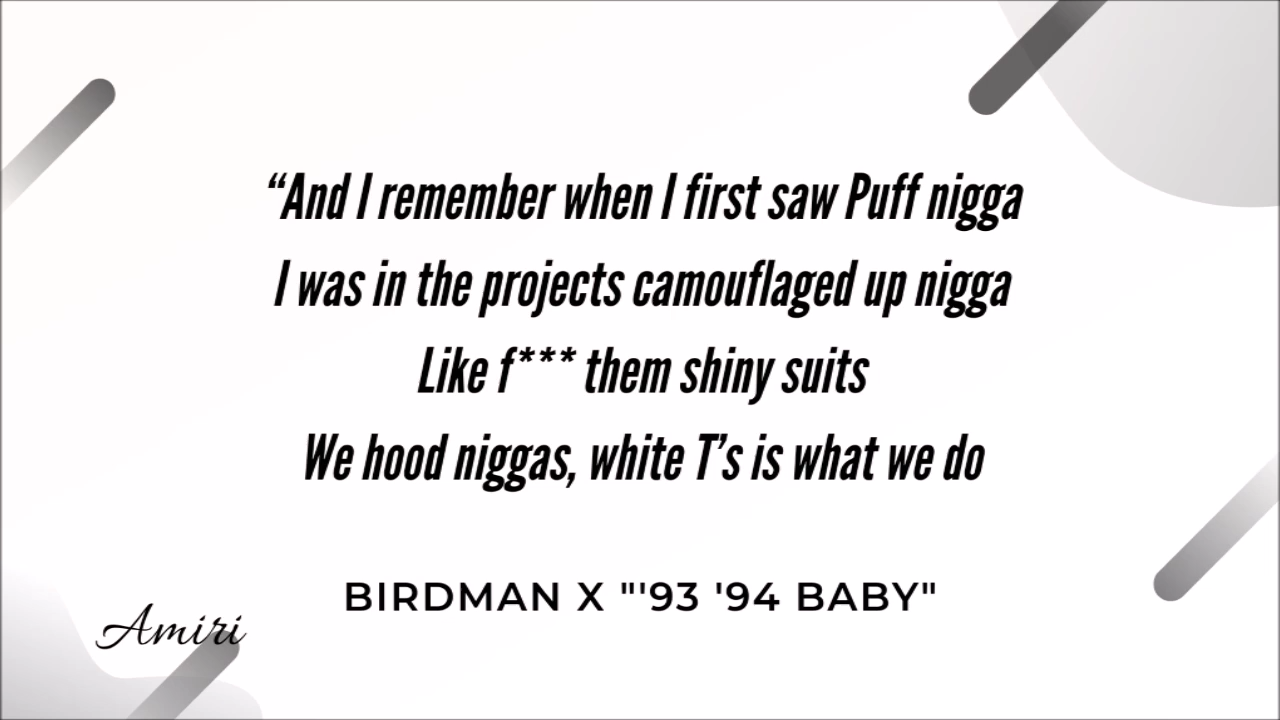 “And I remember when I first saw Puff nigga
I was in the projects camouflaged up nigga
Like f*** them shiny suits
We hood niggas, white T’s is what we do
BIRDMAN X "'93 '94 BABY"
Amiri